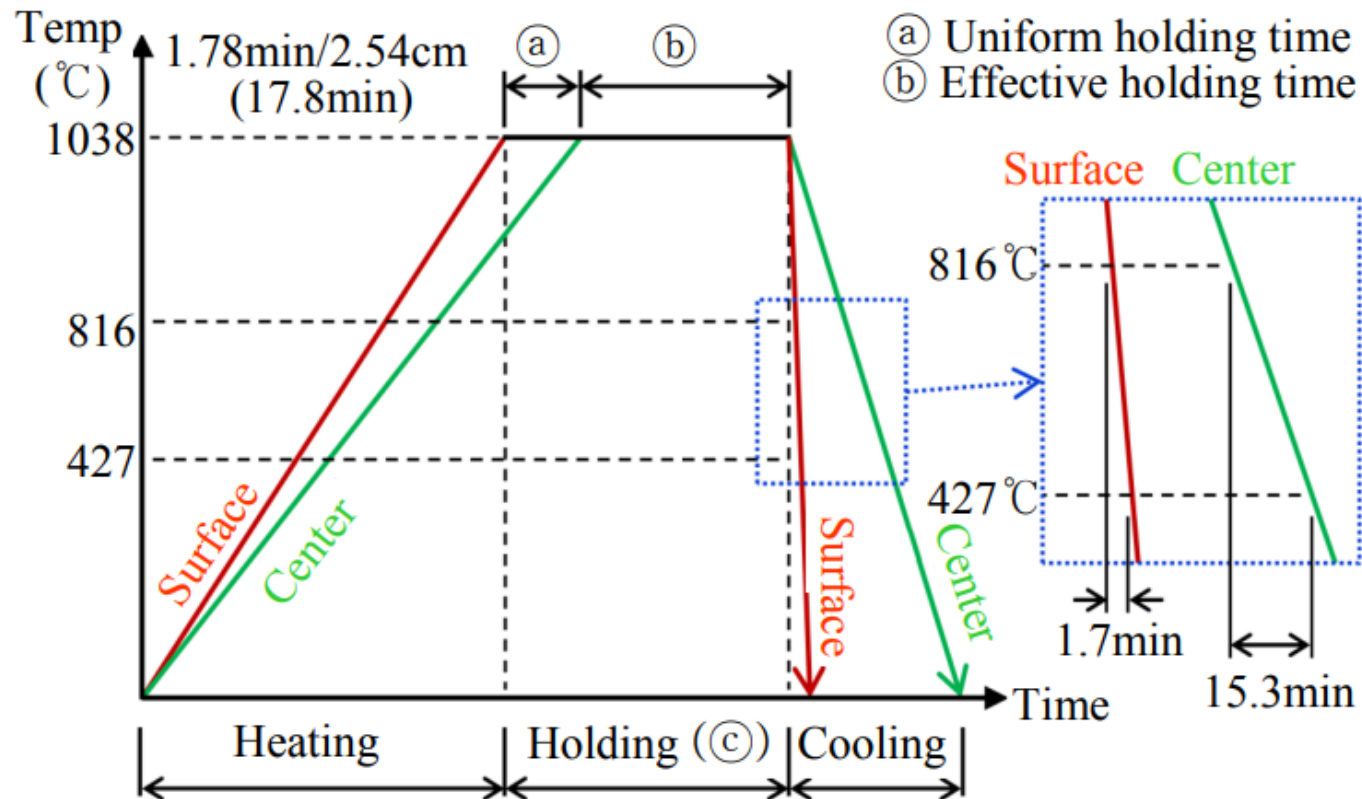 Temp
(℃)
1.78min/2.54cm
(17.8min)
ⓐ
ⓑ
ⓐ Uniform holding time
ⓑ Effective holding time
1038
816
427
Surface
Center
Surface
Center
Surface Center
816℃
427℃
1.7min
15.3min
Time
Heating
Holding (ⓒ)
Cooling